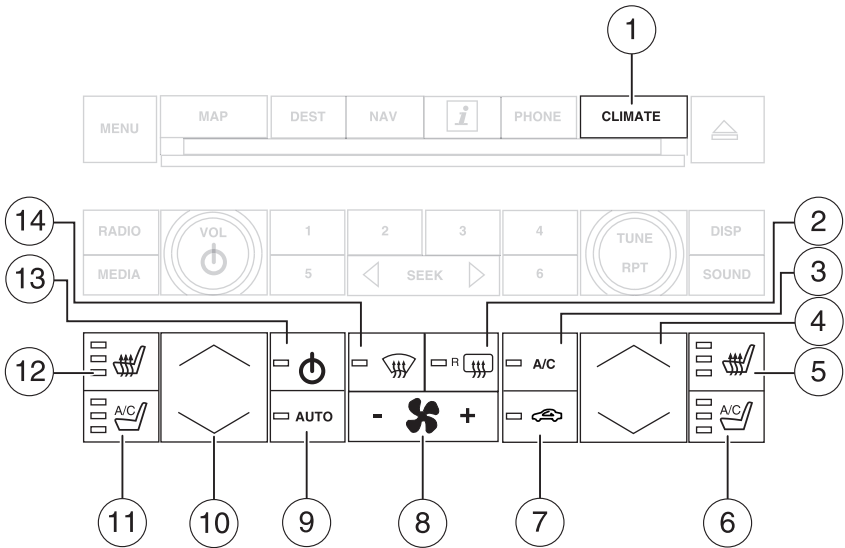 1
MENU MAP DEST NAV i PHONE CLIMATE
14 RADIO VOL 1 2 3 4 TUNE DISP 2
13 MEDIA 5 SEEK 6 RPT SOUND 3
4
12 R A/C 5
A/C AUTO - + A/C
11 10 9 8 7 6